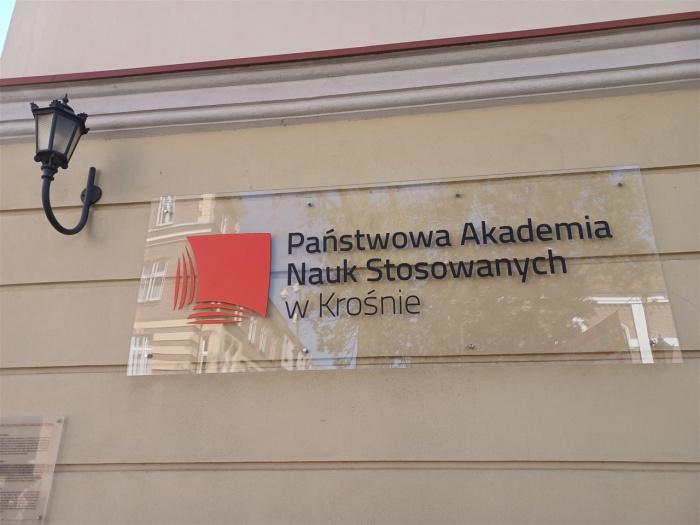 Państwowa Akademia
Nauk Stosowanych
w Krośnie